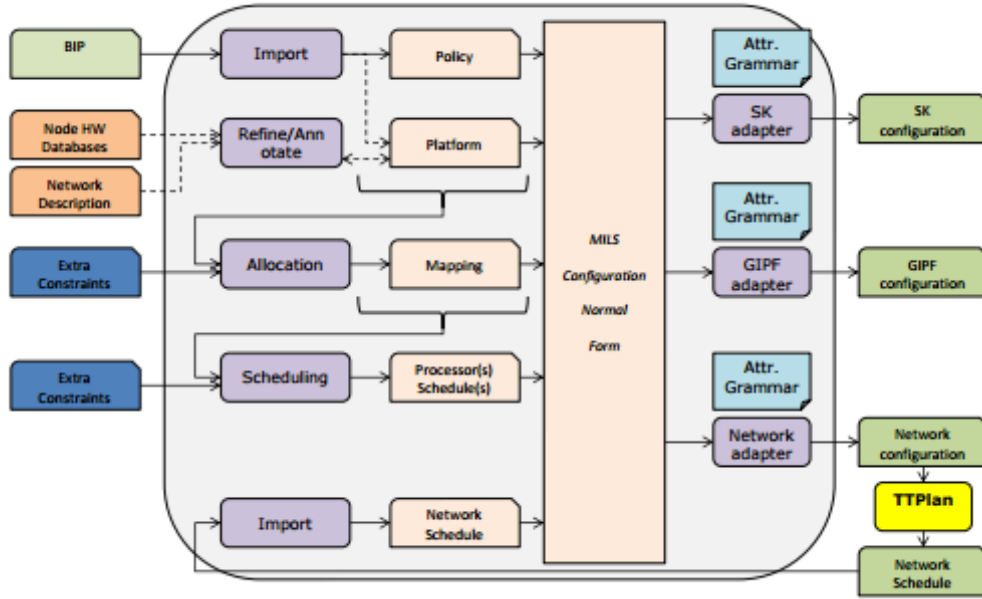 BIP
Import
Policy
Attr.
Grammar
SK
adapter
SK
configuration
Node HW
Databases
Refine/Ann
otate
Platform
Network
Description
Attr.
Grammar
MILS
Configuration
Normal
Form
Extra
Constraints
Allocation
Mapping
GIPF
adapter
GIPF
configuration
Extra
Constraints
Scheduling
Processor(s)
Schedule(s)
Attr.
Grammar
Network
adapter
Network
configuration
TTPlan
Import
Network
Schedule
Network
Schedule